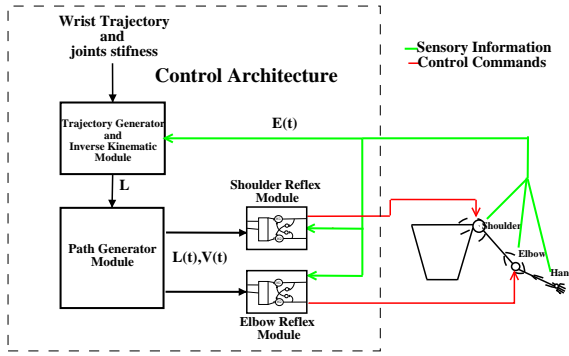 Wrist Trajectory
and
joints stifness
Control Architecture
Sensory Information
Control Commands
Trajectory Generator
and
Inverse Kinematic
Module
E(t)
L
Shoulder Reflex
Module
Path Generator
Module
L(t),V(t)
Elbow Reflex
Module
Shoulder
Elbow
Han